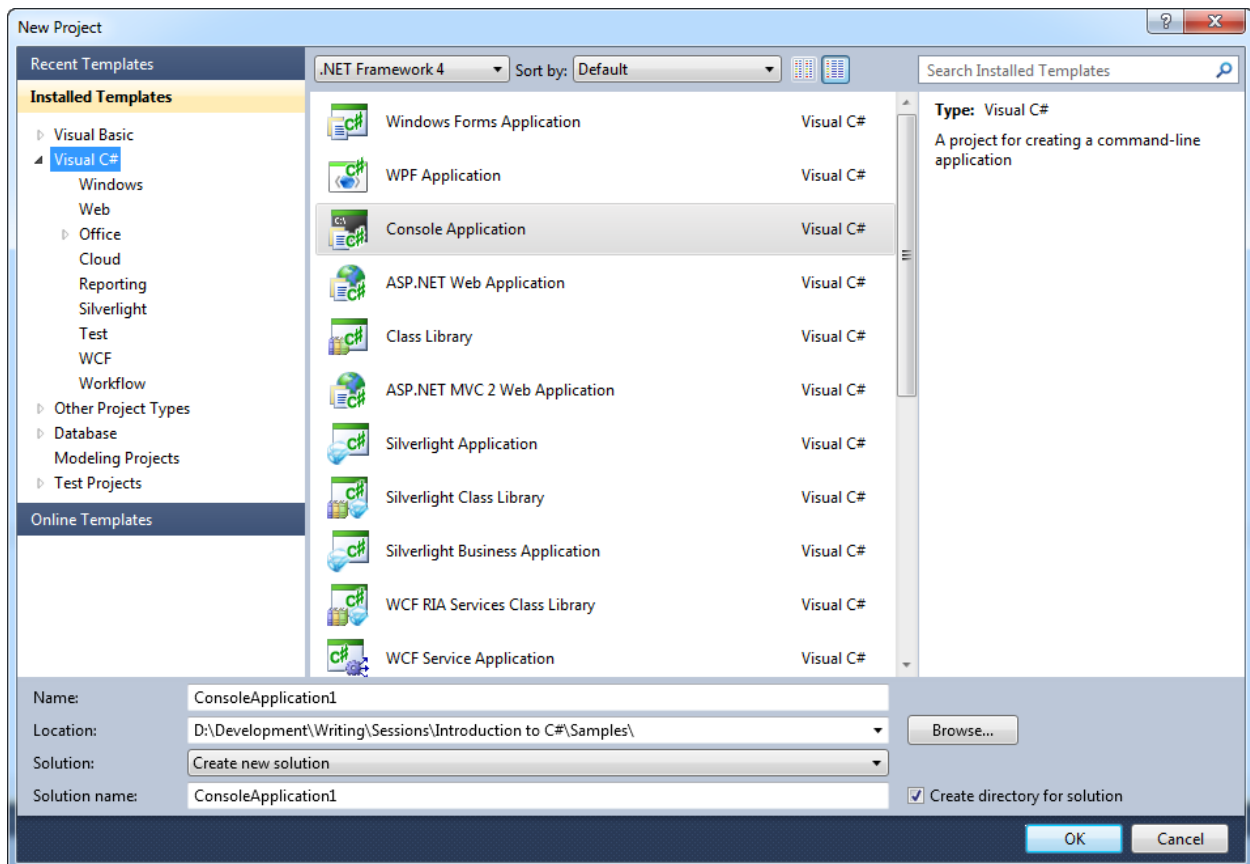 New Project
Recent Templates
Installed Templates
Visual Basic
Visual C#
Windows
Web
Office
Cloud
Reporting
Silverlight
Test
WCF
Workflow
Other Project Types
Database
Modeling Projects
Test Projects
Online Templates
.NET Framework 4 Sort by: Default
Windows Forms Application Visual C#
WPF Application Visual C#
Console Application Visual C#
ASP.NET Web Application Visual C#
Class Library Visual C#
ASP.NET MVC 2 Web Application Visual C#
Silverlight Application Visual C#
Silverlight Class Library Visual C#
Silverlight Business Application Visual C#
WCF RIA Services Class Library Visual C#
WCF Service Application Visual C#
Search Installed Templates
Type: Visual C#
A project for creating a command-line
application
Name: ConsoleApplication1
Location: D:\Development\Writing\Sessions\Introduction to C#\Samples\ Browse...
Solution: Create new solution
Solution name: ConsoleApplication1 Create directory for solution
OK Cancel